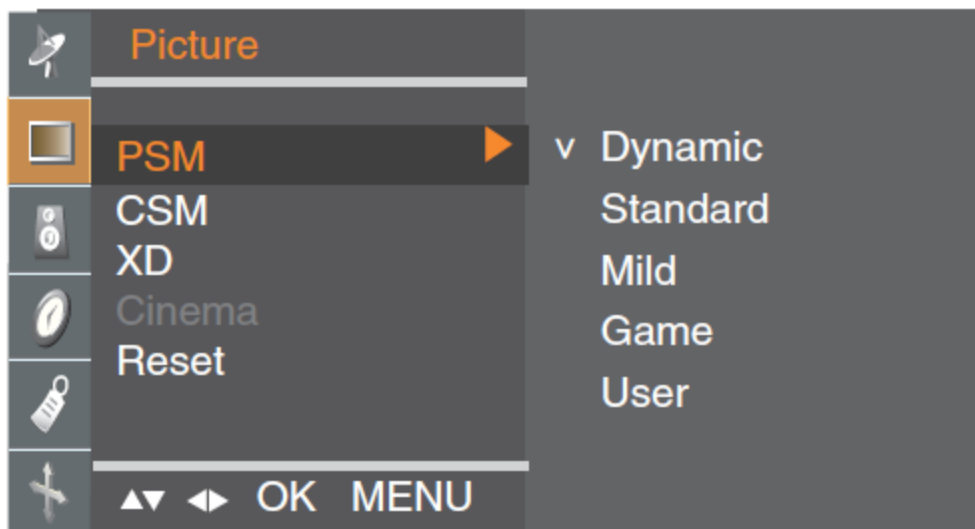 Picture
PSM
CSM
XD
Cinema
Reset
v Dynamic
Standard
Mild
Game
User
▲▼ ◀▶ OK MENU